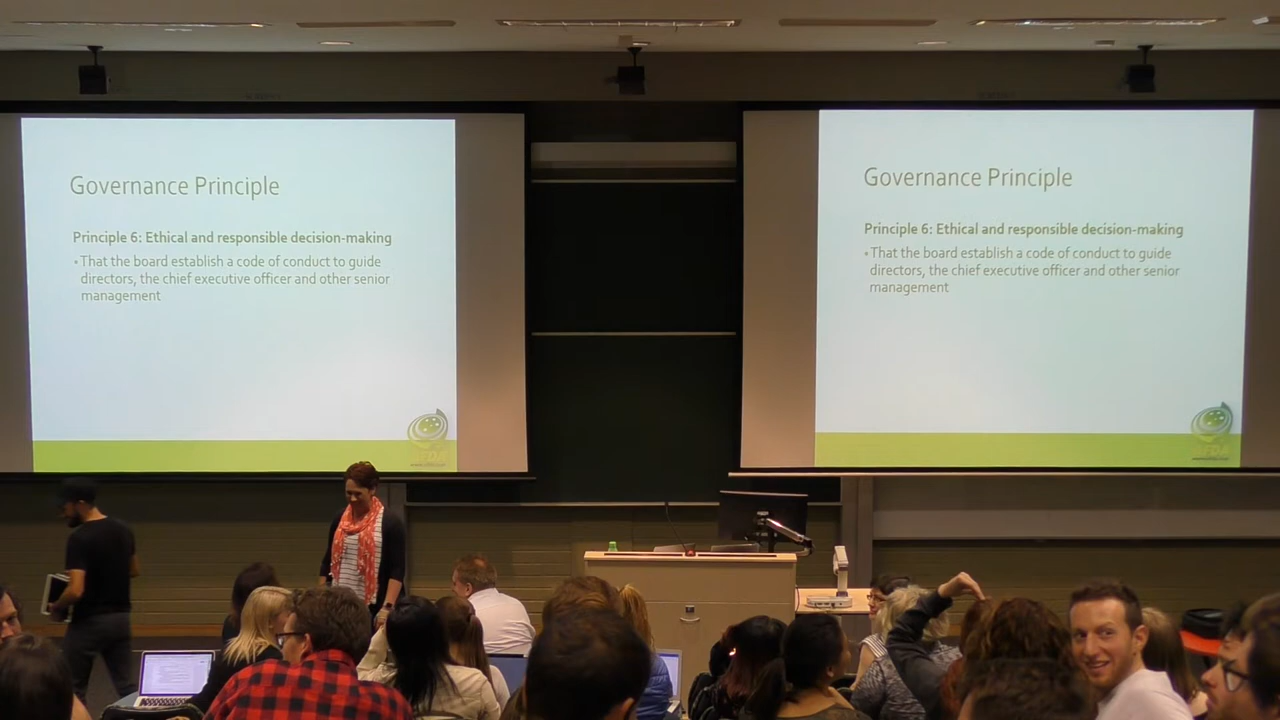 Governance Principle
Principle 6: Ethical and responsible decision-making
•That the board establish a code of conduct to guide
directors, the chief executive officer and other senior
management
Governance Principle
Principle 6: Ethical and responsible decision-making
•That the board establish a code of conduct to guide
directors, the chief executive officer and other senior
management